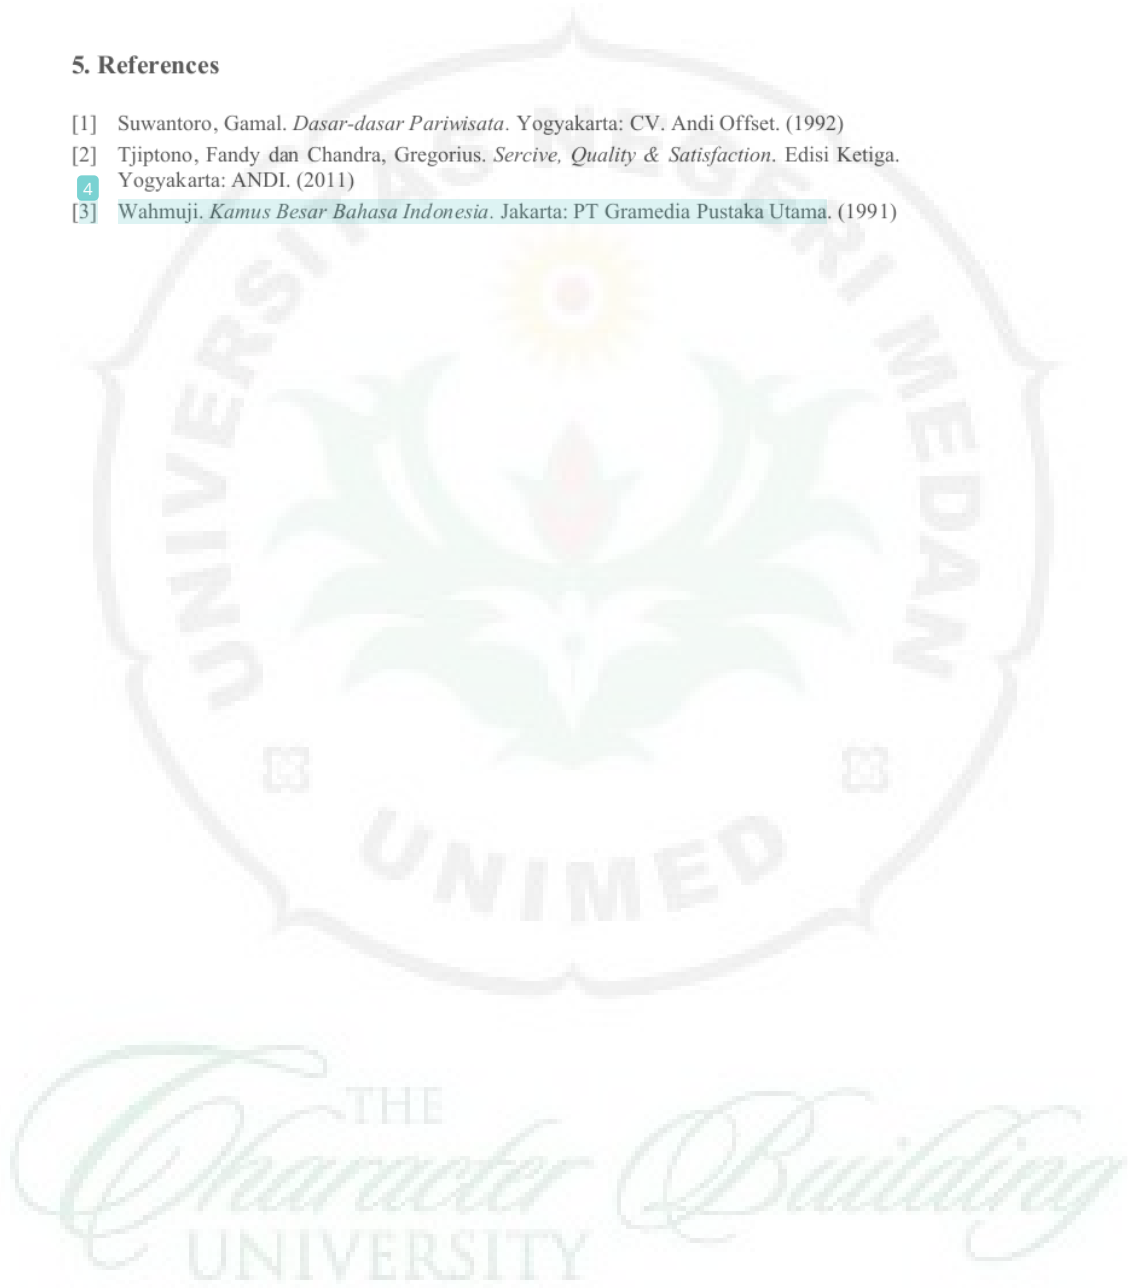 5. References
[1] Suwantoro, Gamal. Dasar-dasar Pariwisata. Yogyakarta: CV. Andi Offset. (1992)
[2] Tjiptono, Fandy dan Chandra, Gregorius. Sercive, Quality & Satisfaction. Edisi Ketiga.
Yogyakarta: ANDI. (2011)
4
[3] Wahmuji. Kamus Besar Bahasa Indonesia. Jakarta: PT Gramedia Pustaka Utama. (1991)
UNIVERSITAS NEGERI MEDAN
UNIMED
THE
Character Building
UNIVERSITY